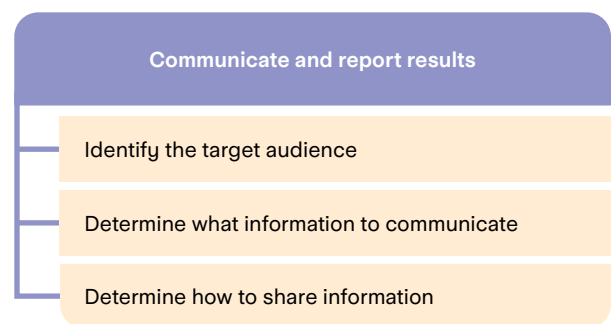 Communicate and report results
Identify the target audience
Determine what information to communicate
Determine how to share information